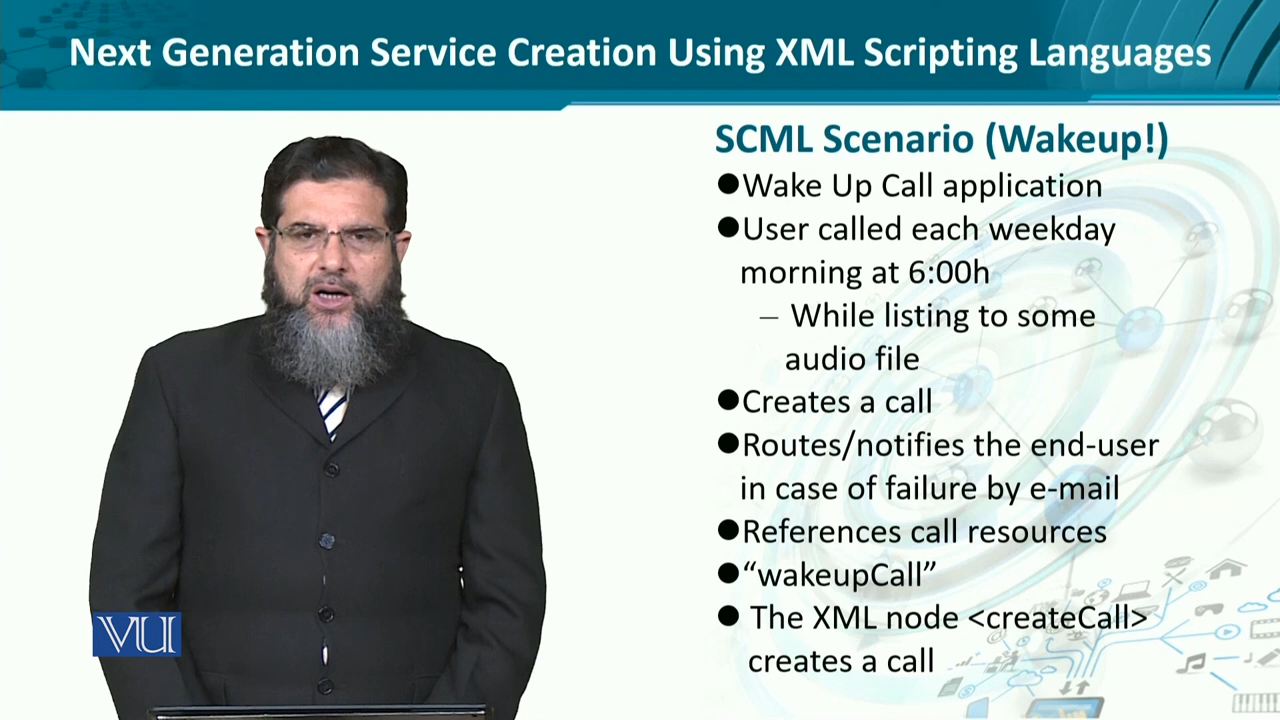 Next Generation Service Creation Using XML Scripting Languages
SCML Scenario (Wakeup!)
●Wake Up Call application
●User called each weekday
morning at 6:00h
– While listing to some
audio file
●Creates a call
●Routes/notifies the end-user
in case of failure by e-mail
●References call resources
●“wakeupCall”
● The XML node <createCall>
creates a call
VU